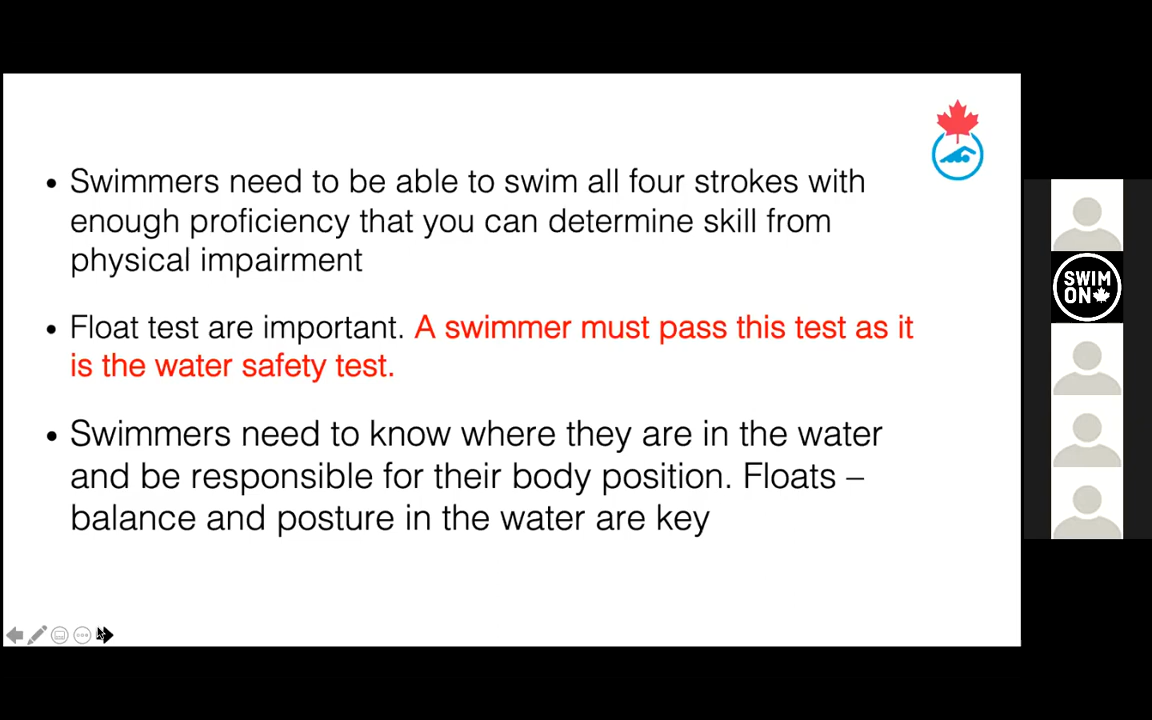 • Swimmers need to be able to swim all four strokes with
enough proficiency that you can determine skill from
physical impairment
• Float test are important. A swimmer must pass this test as it
is the water safety test.
• Swimmers need to know where they are in the water
and be responsible for their body position. Floats –
balance and posture in the water are key
SWIM
ON